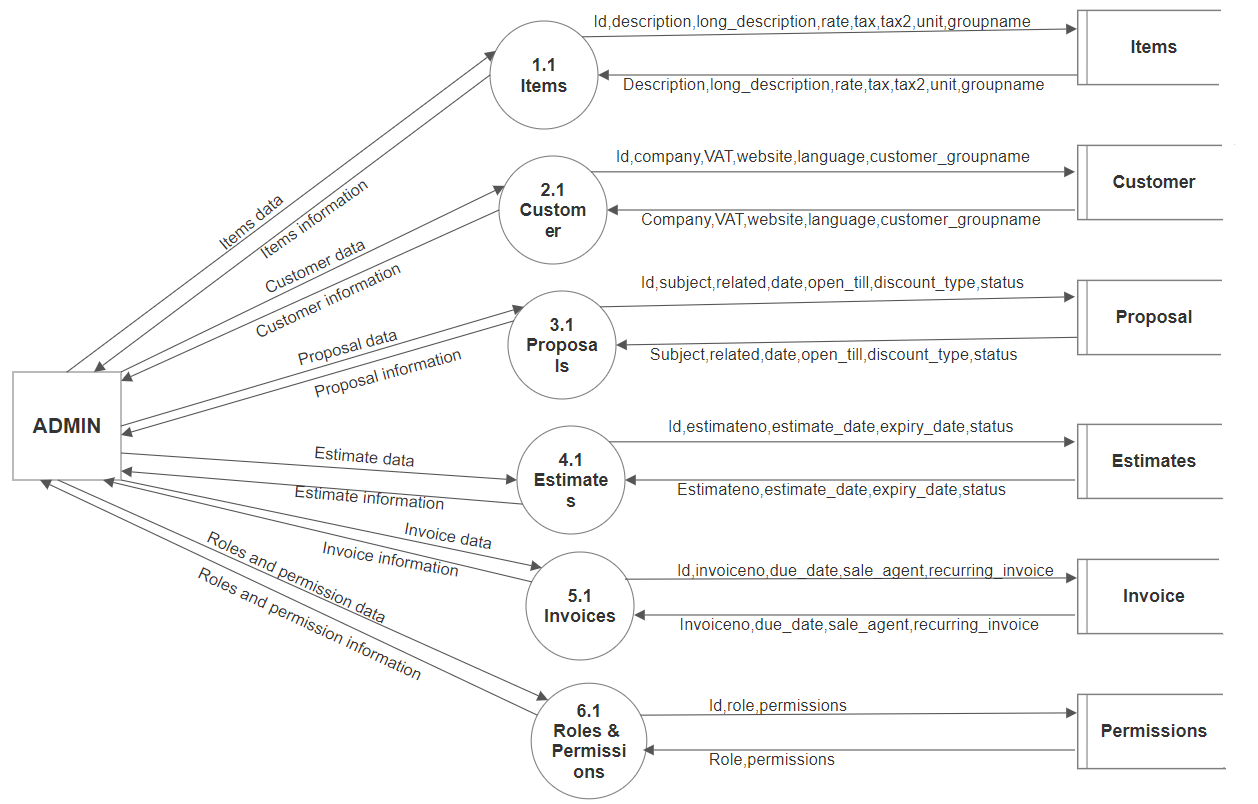 Id,description,long_description,rate,tax,tax2,unit,groupname
1.1
Items
Items
Description,long_description,rate,tax,tax2,unit,groupname
Id,company,VAT,website,language,customer_groupname
2.1
Custom
er
Customer
Company,VAT,website,language,customer_groupname
Items data
Items information
Customer data
Customer information
Id,subject,related,date,open_till,discount_type,status
3.1
Proposa
ls
Proposal
Subject,related,date,open_till,discount_type,status
Proposal data
Proposal information
ADMIN
Id,estimateno,estimate_date,expiry_date,status
4.1
Estimate
s
Estimates
Estimateno,estimate_date,expiry_date,status
Estimate data
Estimate information
Invoice data
Invoice information
Id,invoiceno,due_date,sale_agent,recurring_invoice
5.1
Invoices
Invoice
Invoiceno,due_date,sale_agent,recurring_invoice
Roles and permission data
Roles and permission information
Id,role,permissions
6.1
Roles &
Permissi
ons
Permissions
Role,permissions